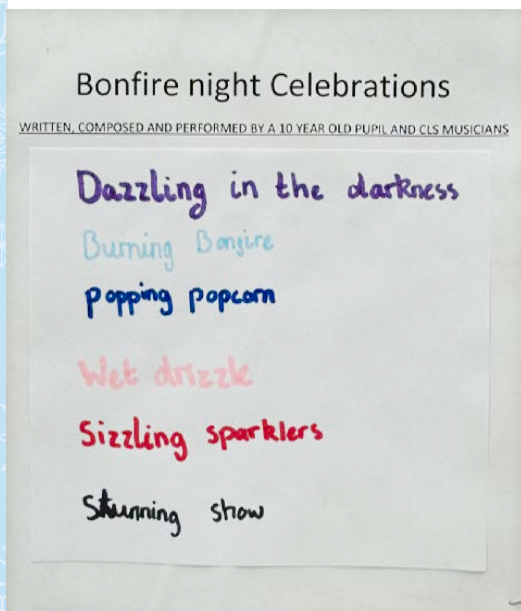 Bonfire night Celebrations
WRITTEN, COMPOSED AND PERFORMED BY A 10 YEAR OLD PUPIL AND CLS MUSICIANS
Dazzling in the darkness
Burning Bonfire
popping popcorn
Wet drizzle
Sizzling sparklers
Stunning show